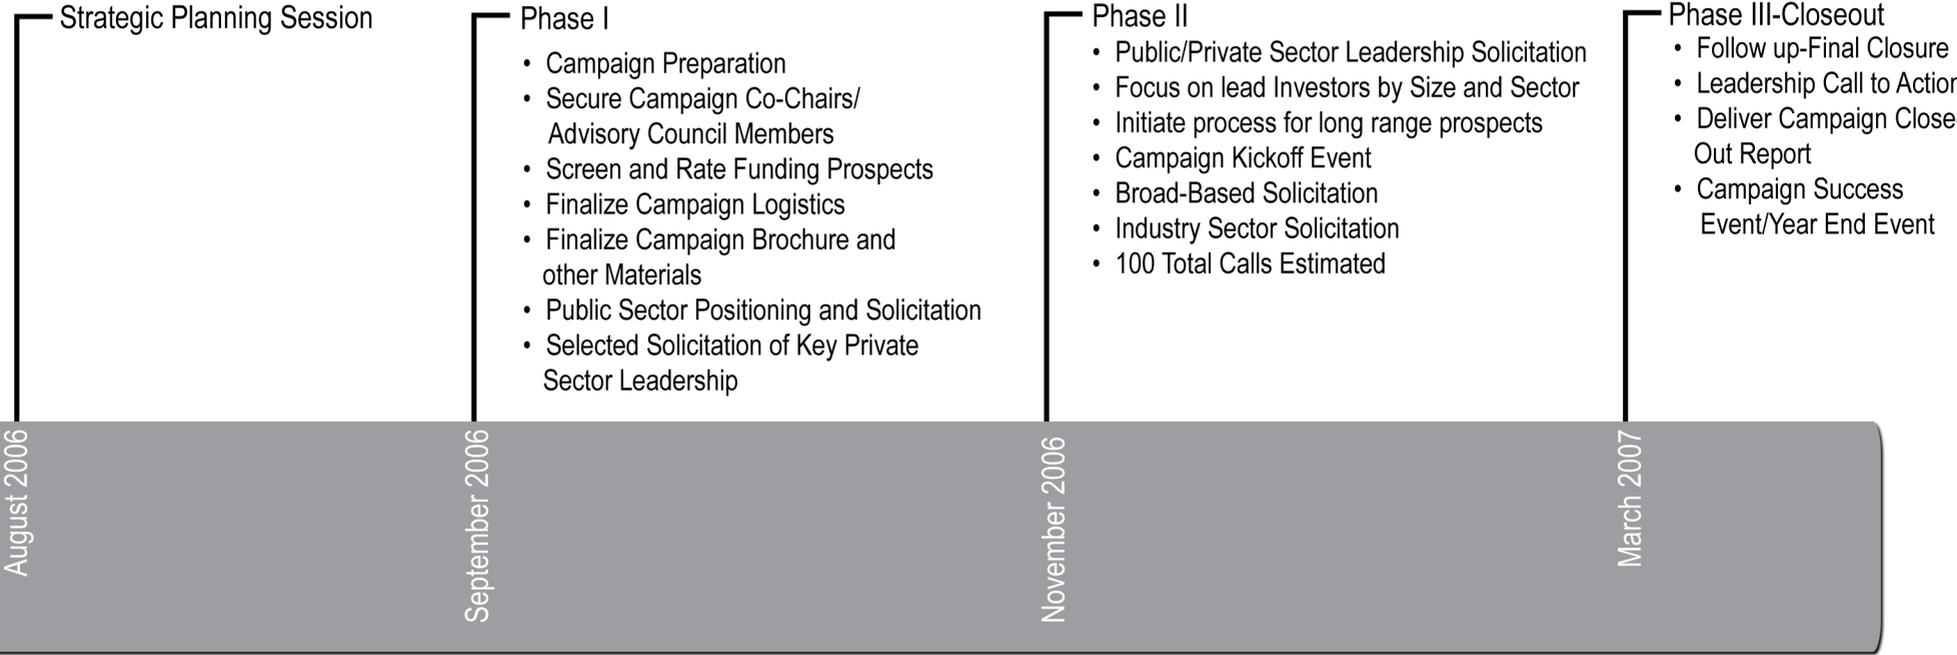 Strategic Planning Session
Phase I
• Campaign Preparation
• Secure Campaign Co-Chairs/
Advisory Council Members
• Screen and Rate Funding Prospects
• Finalize Campaign Logistics
• Finalize Campaign Brochure and
other Materials
• Public Sector Positioning and Solicitation
• Selected Solicitation of Key Private
Sector Leadership
Phase II
• Public/Private Sector Leadership Solicitation
• Focus on lead Investors by Size and Sector
• Initiate process for long range prospects
• Campaign Kickoff Event
• Broad-Based Solicitation
• Industry Sector Solicitation
• 100 Total Calls Estimated
Phase III-Closeout
• Follow up-Final Closure
• Leadership Call to Action
• Deliver Campaign Close
Out Report
• Campaign Success
Event/Year End Event
August 2006
September 2006
November 2006
March 2007